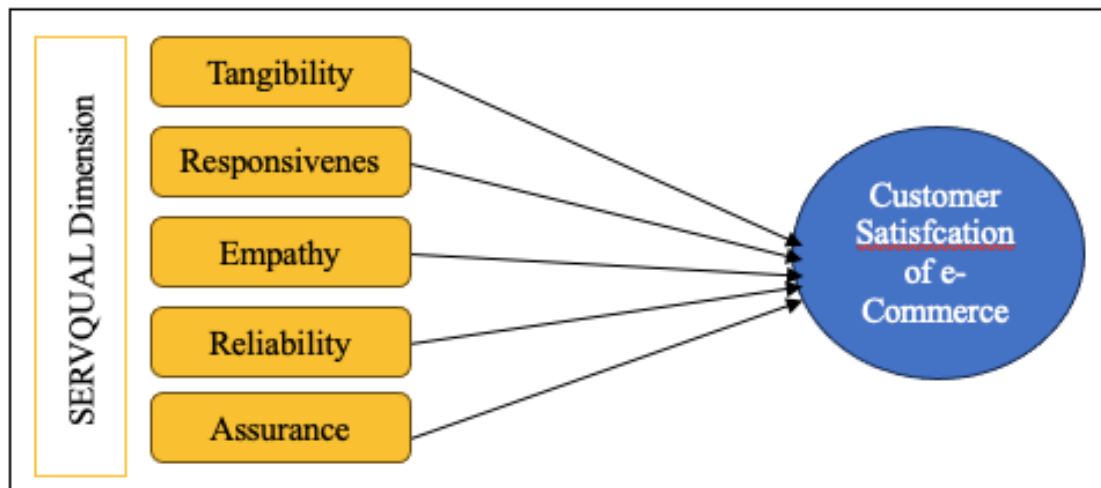 SERVQUAL Dimension
Tangibility
Responsivenes
Empathy
Reliability
Assurance
Customer
Satisfcation
of e-
Commerce